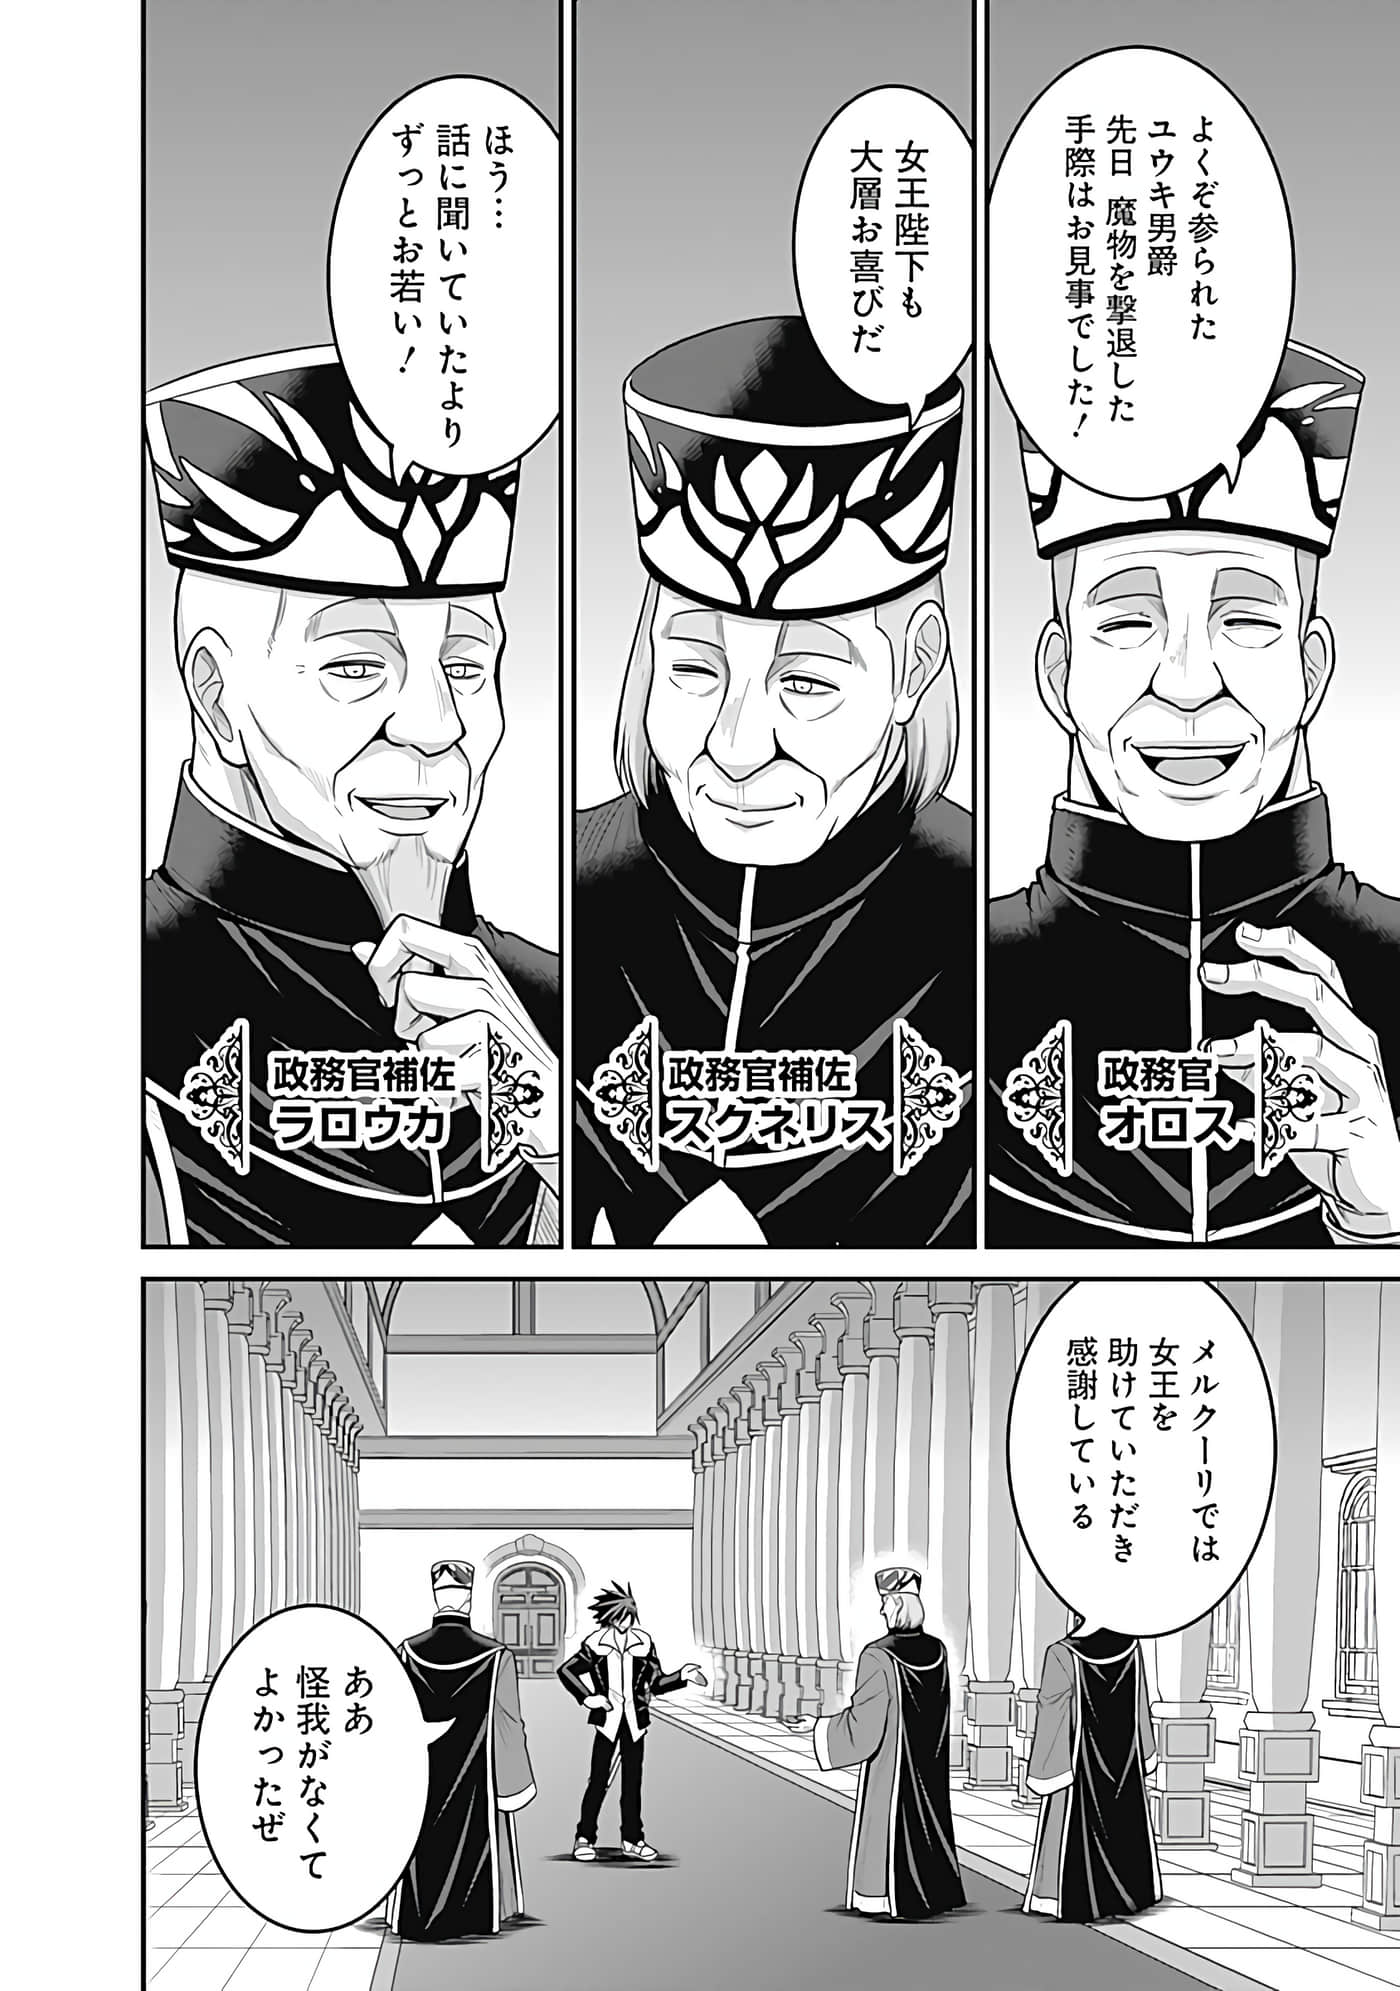 よくぞ参られた
ユウキ男爵
先日 魔物を撃退した
手際はお見事でした！
政務官
オロス
女王陛下も
大層お喜びだ
政務官補佐
スクネリス
ほう…
話に聞いていたより
ずっとお若い！
政務官補佐
ラロウカ
メルクーリでは
女王を
助けていただき
感謝している
ああ
怪我がなくて
よかったぜ